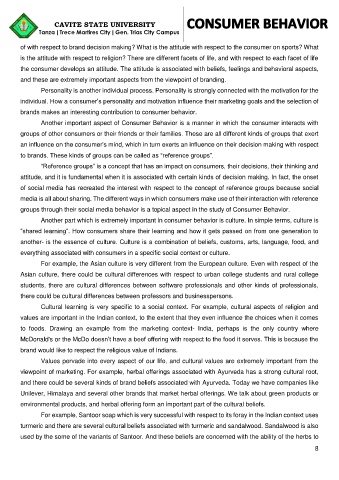 CAVITE STATE UNIVERSITY
Tanza | Trece Martires City | Gen. Trias City Campus
CONSUMER BEHAVIOR
of with respect to brand decision making? What is the attitude with respect to the consumer on sports? What
is the attitude with respect to religion? There are different facets of life, and with respect to each facet of life
the consumer develops an attitude. The attitude is associated with beliefs, feelings and behavioral aspects,
and these are extremely important aspects from the viewpoint of branding.
Personality is another individual process. Personality is strongly connected with the motivation for the
individual. How a consumer's personality and motivation influence their marketing goals and the selection of
brands makes an interesting contribution to consumer behavior.
Another important aspect of Consumer Behavior is a manner in which the consumer interacts with
groups of other consumers or their friends or their families. These are all different kinds of groups that exert
an influence on the consumer's mind, which in turn exerts an influence on their decision making with respect
to brands. These kinds of groups can be called as "reference groups".
"Reference groups" is a concept that has an impact on consumers, their decisions, their thinking and
attitude, and it is fundamental when it is associated with certain kinds of decision making. In fact, the onset
of social media has recreated the interest with respect to the concept of reference groups because social
media is all about sharing. The different ways in which consumers make use of their interaction with reference
groups through their social media behavior is a topical aspect in the study of Consumer Behavior.
Another part which is extremely important in consumer behavior is culture. In simple terms, culture is
"shared learning". How consumers share their learning and how it gets passed on from one generation to
another- is the essence of culture. Culture is a combination of beliefs, customs, arts, language, food, and
everything associated with consumers in a specific social context or culture.
For example, the Asian culture is very different from the European culture. Even with respect of the
Asian culture, there could be cultural differences with respect to urban college students and rural college
students, there are cultural differences between software professionals and other kinds of professionals,
there could be cultural differences between professors and businesspersons.
Cultural learning is very specific to a social context. For example, cultural aspects of religion and
values are important in the Indian context, to the extent that they even influence the choices when it comes
to foods. Drawing an example from the marketing context- India, perhaps is the only country where
McDonald's or the McDo doesn't have a beef offering with respect to the food it serves. This is because the
brand would like to respect the religious value of Indians.
Values pervade into every aspect of our life, and cultural values are extremely important from the
viewpoint of marketing. For example, herbal offerings associated with Ayurveda has a strong cultural root,
and there could be several kinds of brand beliefs associated with Ayurveda. Today we have companies like
Unilever, Himalaya and several other brands that market herbal offerings. We talk about green products or
environmental products, and herbal offering form an important part of the cultural beliefs.
For example, Santoor soap which is very successful with respect to its foray in the Indian context uses
turmeric and there are several cultural beliefs associated with turmeric and sandalwood. Sandalwood is also
used by the some of the variants of Santoor. And these beliefs are concerned with the ability of the herbs to
8